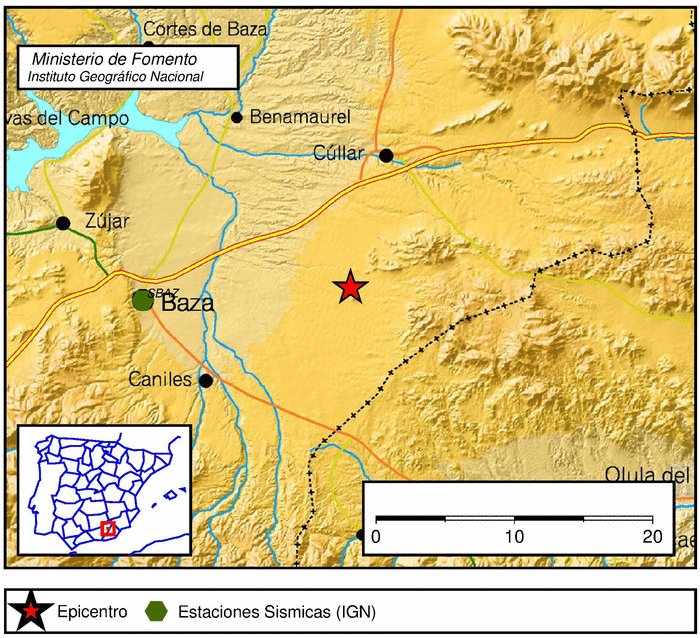 Cortes de Baza
Ministerio de Fomento
Instituto Geográfico Nacional
vas del Campo
Benamaurel
Cúllar
Zújar
SBAZ
Baza
Caniles
Olula del
0 10 20
Epicentro
Estaciones Sismicas (IGN)